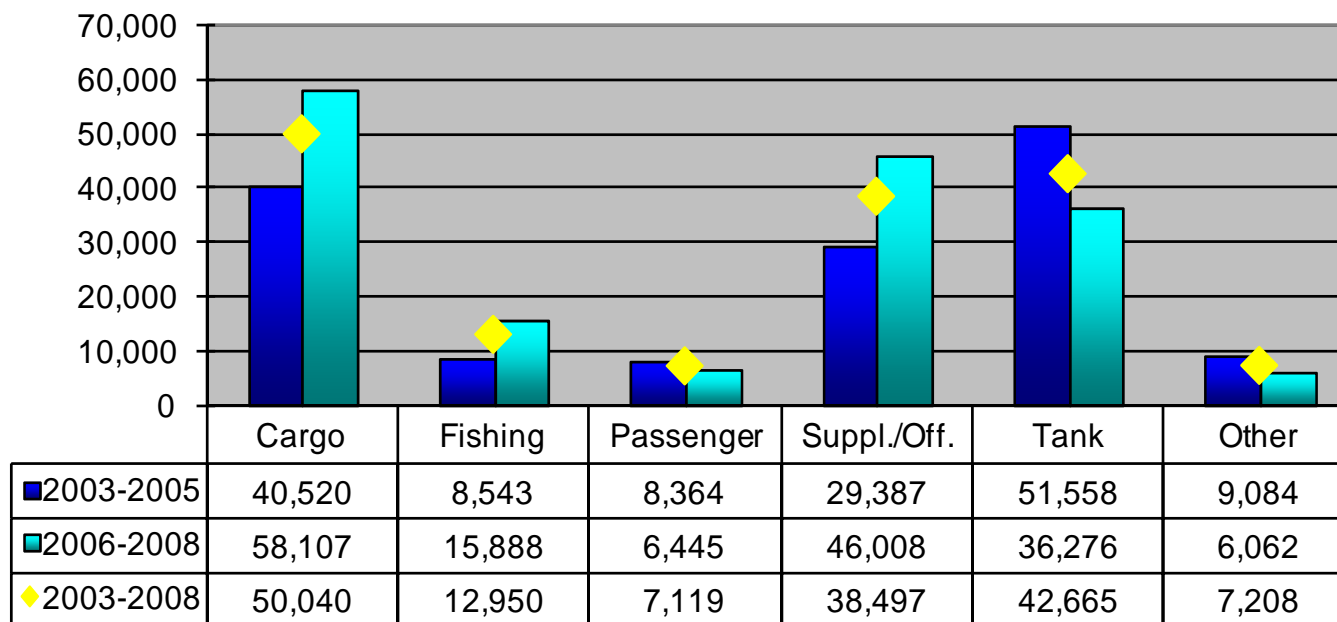 70,000
60,000
50,000
40,000
30,000
20,000
10,000
0
Cargo Fishing Passenger Suppl./Off. Tank Other
2003-2005 40,520 8,543 8,364 29,387 51,558 9,084
2006-2008 58,107 15,888 6,445 46,008 36,276 6,062
2003-2008 50,040 12,950 7,119 38,497 42,665 7,208